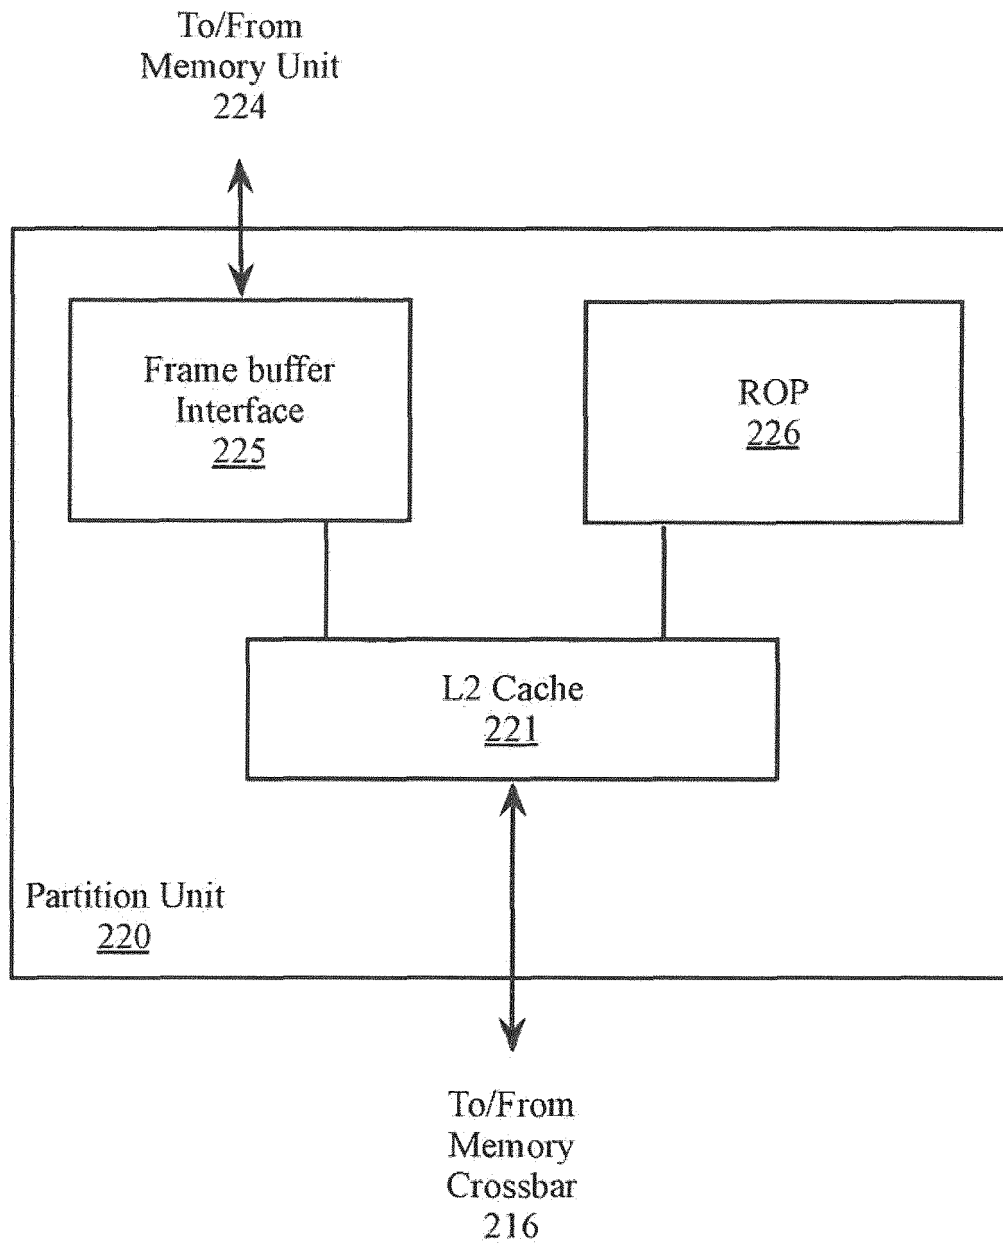 To/From
Memory Unit
224
Frame buffer
Interface
225
ROP
226
L2 Cache
221
Partition Unit
220
To/From
Memory
Crossbar
216